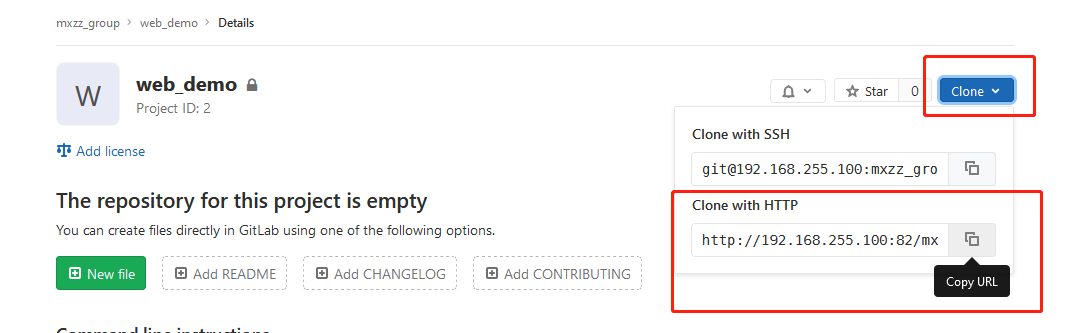 mxzz_group > web_demo > Details
W
web_demo
Project ID: 2
Star 0
Clone
Add license
Clone with SSH
git@192.168.255.100:mxzz_gro
The repository for this project is empty
Clone with HTTP
You can create files directly in GitLab using one of the following options.
http://192.168.255.100:82/mx
New file
Add README
Add CHANGELOG
Add CONTRIBUTING
Copy URL
Command line instructions